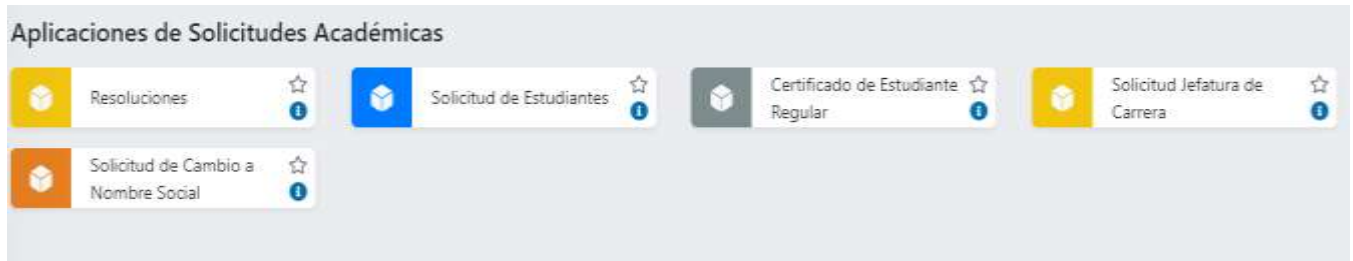 Aplicaciones de Solicitudes Académicas
Resoluciones
Solicitud de Estudiantes
Certificado de Estudiante
Regular
Solicitud Jefatura de
Carrera
Solicitud de Cambio a
Nombre Social